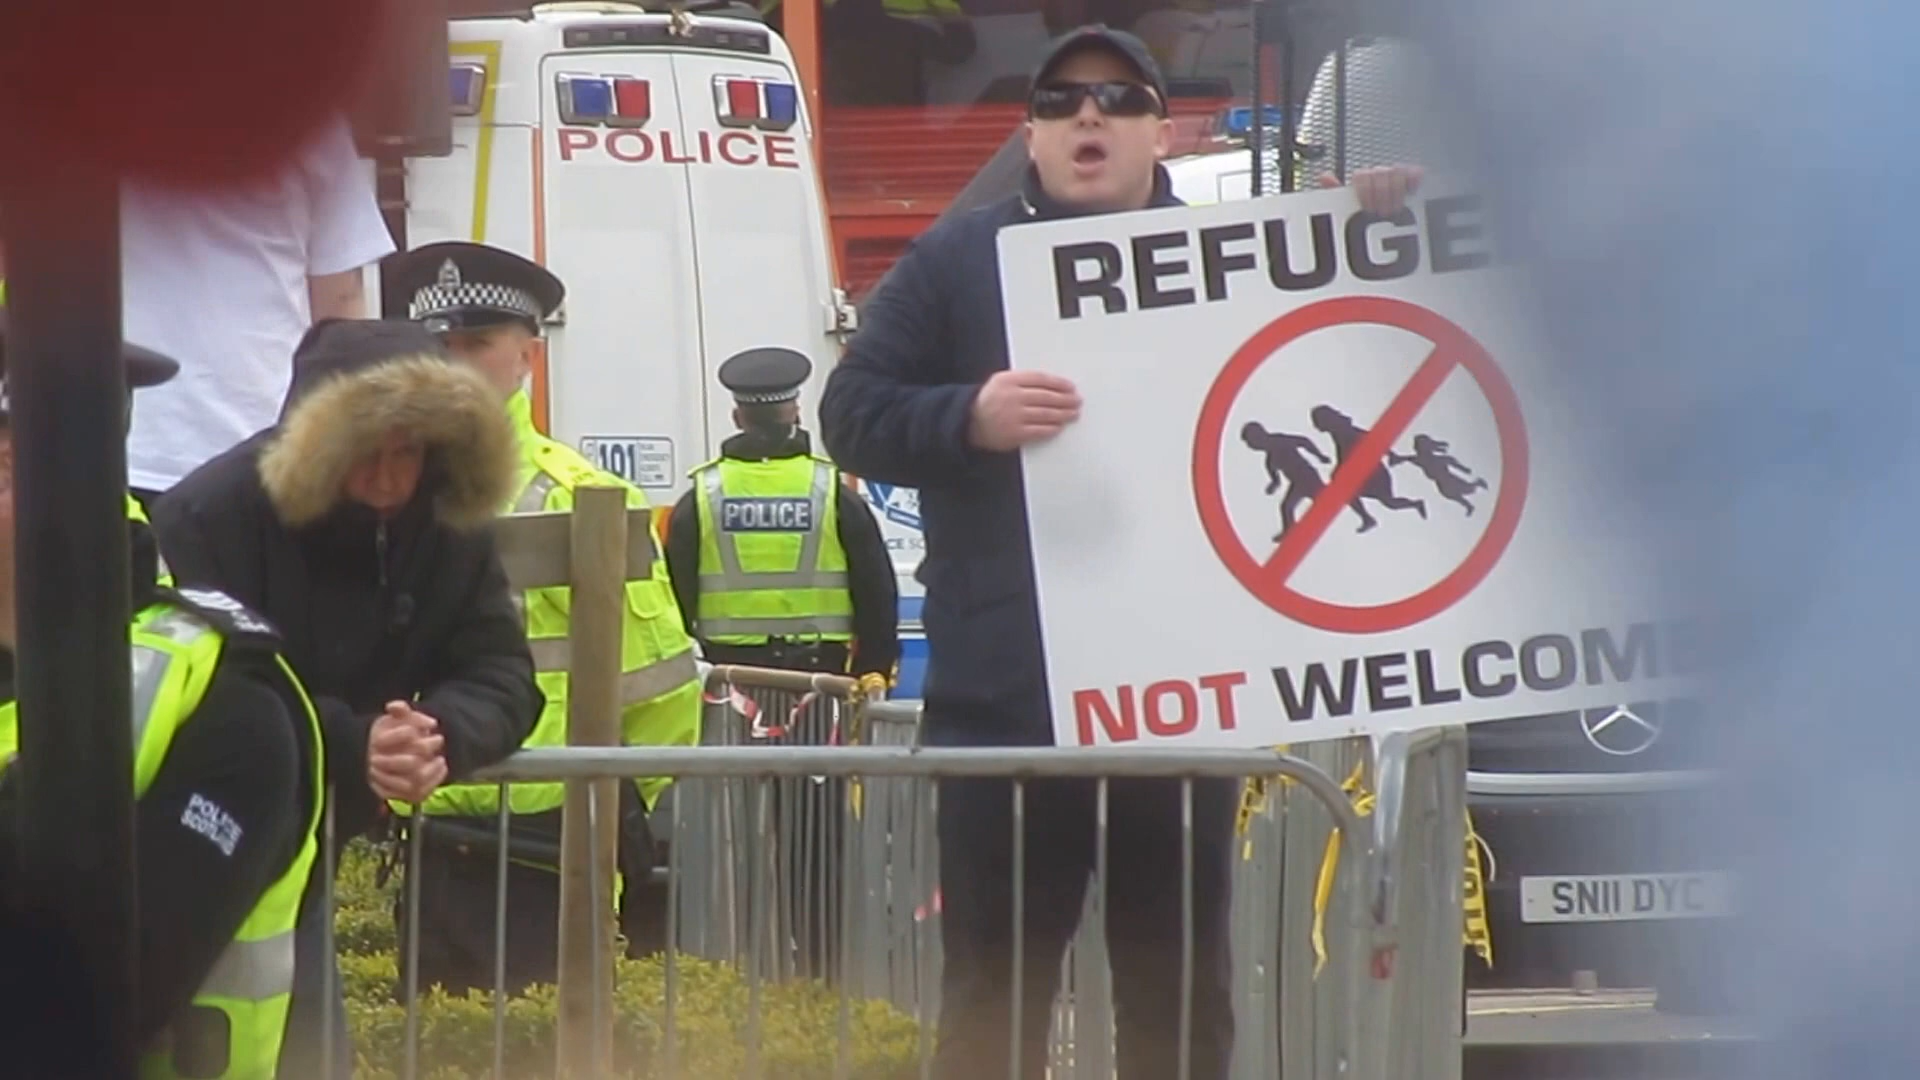 POLICE
REFUGE
101
POLICE
NOT WELCOM
POLICE
SCOTLAND
SN11 DYC